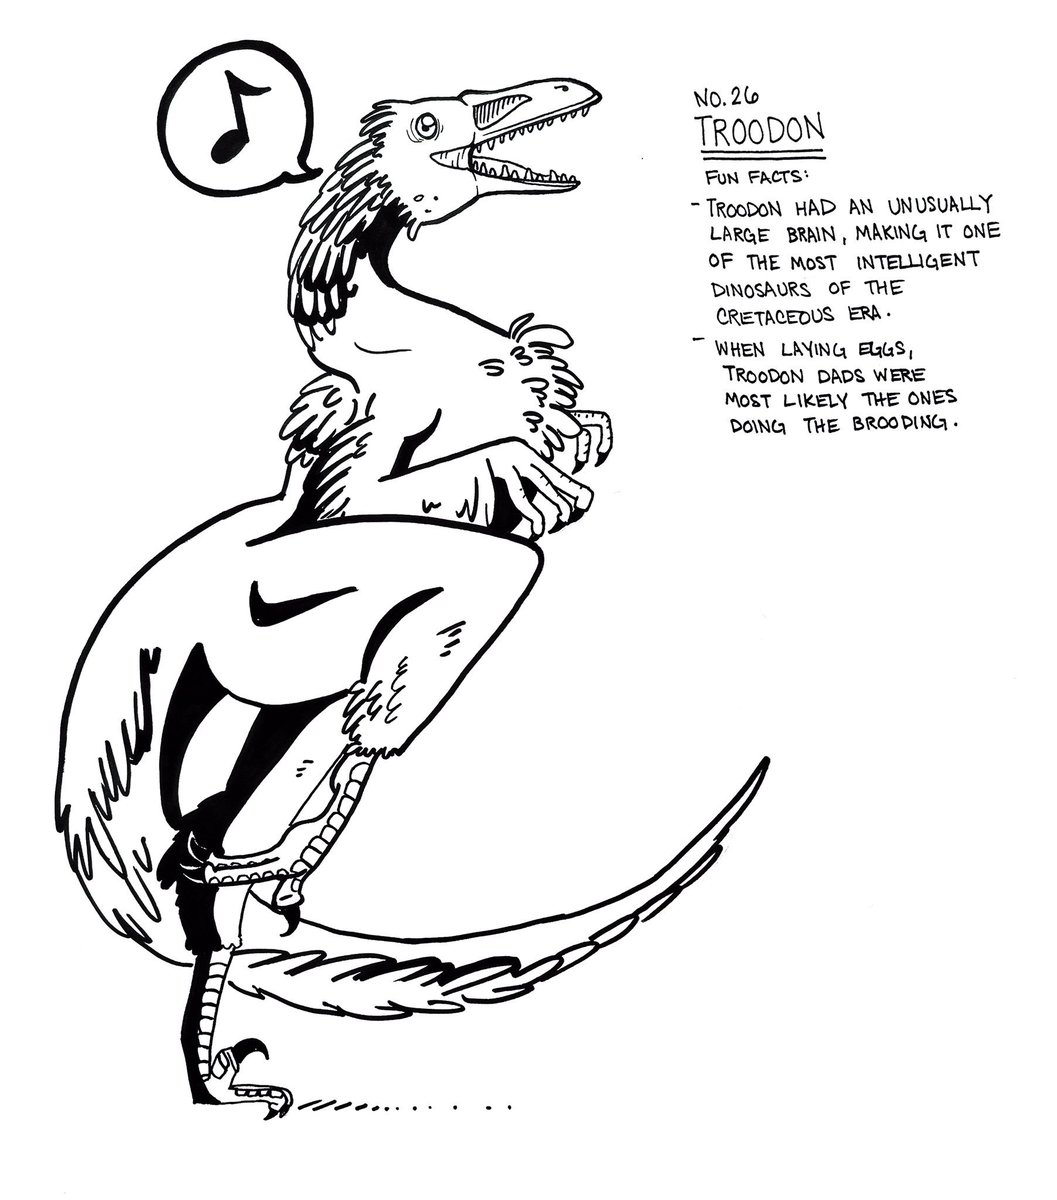 NO. 26
TROODON
FUN FACTS:
- TROODON HAD AN UNUSUALLY
LARGE BRAIN, MAKING IT ONE
OF THE MOST INTELLIGENT
DINOSAURS OF THE
CRETACEOUS ERA.
- WHEN LAYING EGGS,
TROODON DADS WERE
MOST LIKELY THE ONES
DOING THE BROODING.